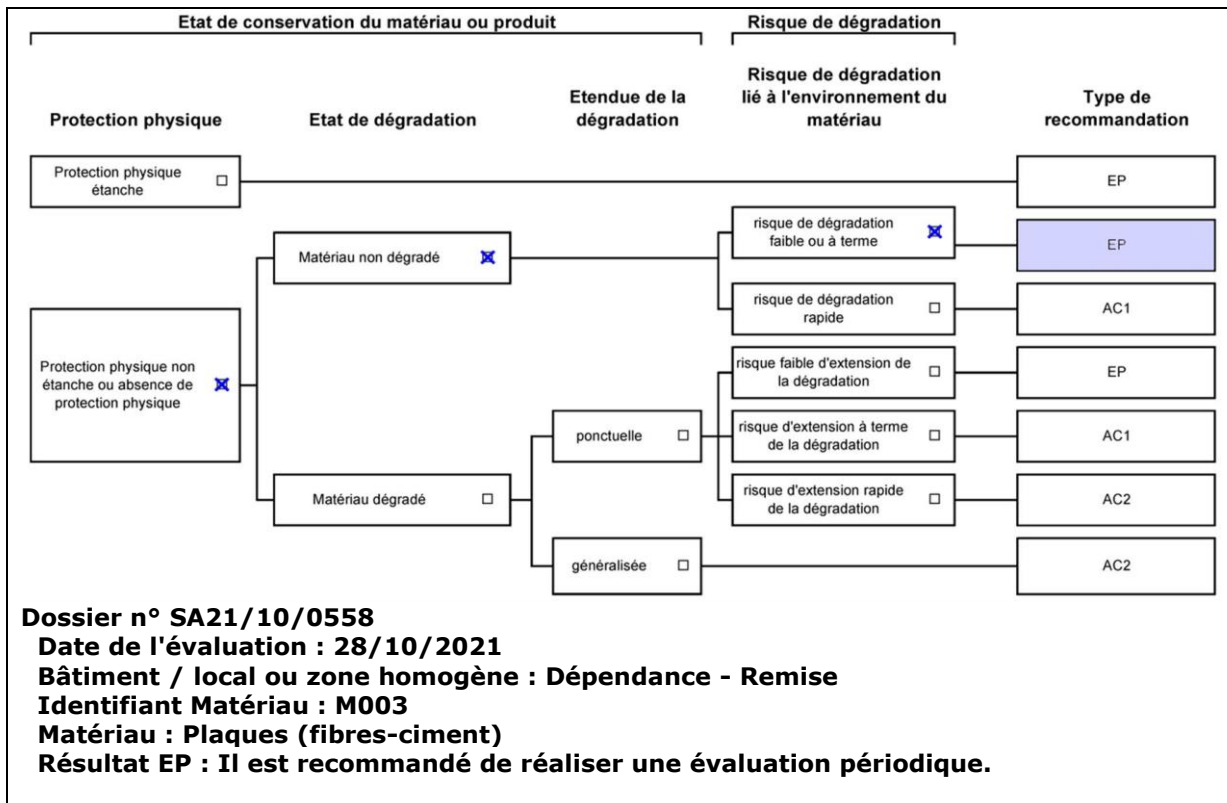 Etat de conservation du matériau ou produit
Risque de dégradation
Protection physique
Etat de dégradation
Etendue de la
dégradation
Risque de dégradation
lié à l'environnement du
matériau
Type de
recommandation
Protection physique
étanche
EP
Matériau non dégradé
risque de dégradation
faible ou à terme
EP
risque de dégradation
rapide
AC1
Protection physique non
étanche ou absence de
protection physique
risque faible d'extension de
la dégradation
EP
ponctuelle
risque d'extension à terme
de la dégradation
AC1
Matériau dégradé
risque d'extension rapide
de la dégradation
AC2
généralisée
AC2
Dossier n° SA21/10/0558
Date de l'évaluation : 28/10/2021
Bâtiment / local ou zone homogène : Dépendance - Remise
Identifiant Matériau : M003
Matériau : Plaques (fibres-ciment)
Résultat EP : Il est recommandé de réaliser une évaluation périodique.